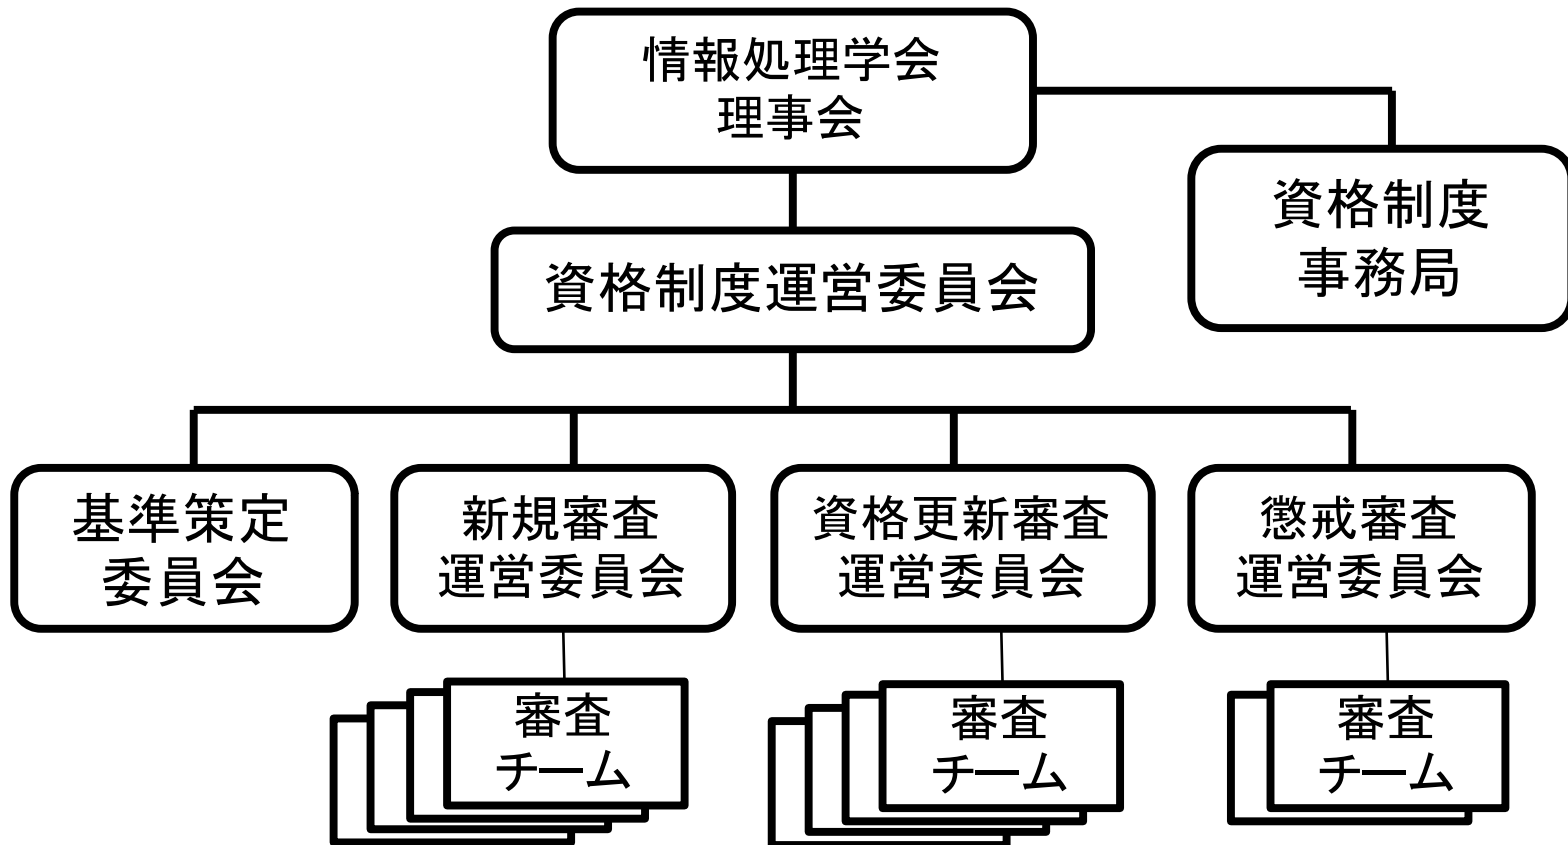 情報処理学会
理事会
資格制度
事務局
資格制度運営委員会
基準策定
委員会
新規審査
運営委員会
資格更新審査
運営委員会
懲戒審査
運営委員会
審査
チーム
審査
チーム
審査
チーム